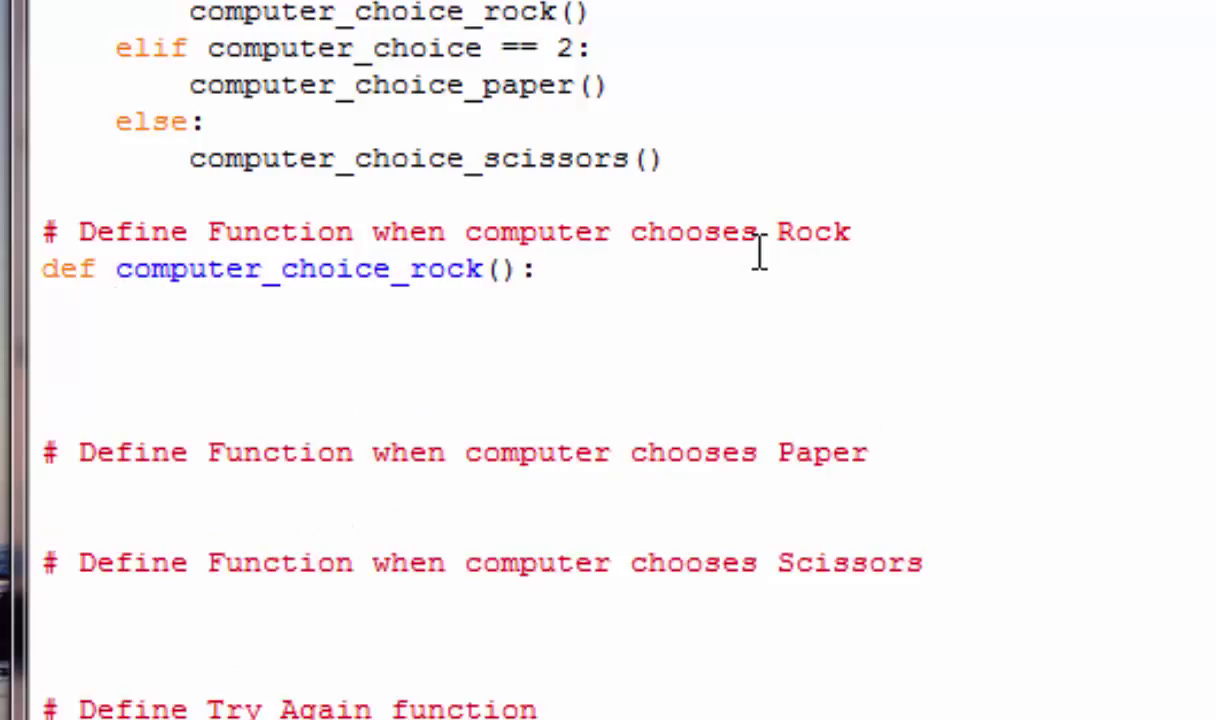 computer_choice_rock()
elif computer_choice == 2:
computer_choice_paper()
else:
computer_choice_scissors()
# Define Function when computer chooses Rock
def computer_choice_rock():
# Define Function when computer chooses Paper
# Define Function when computer chooses Scissors
# Define Try Again function